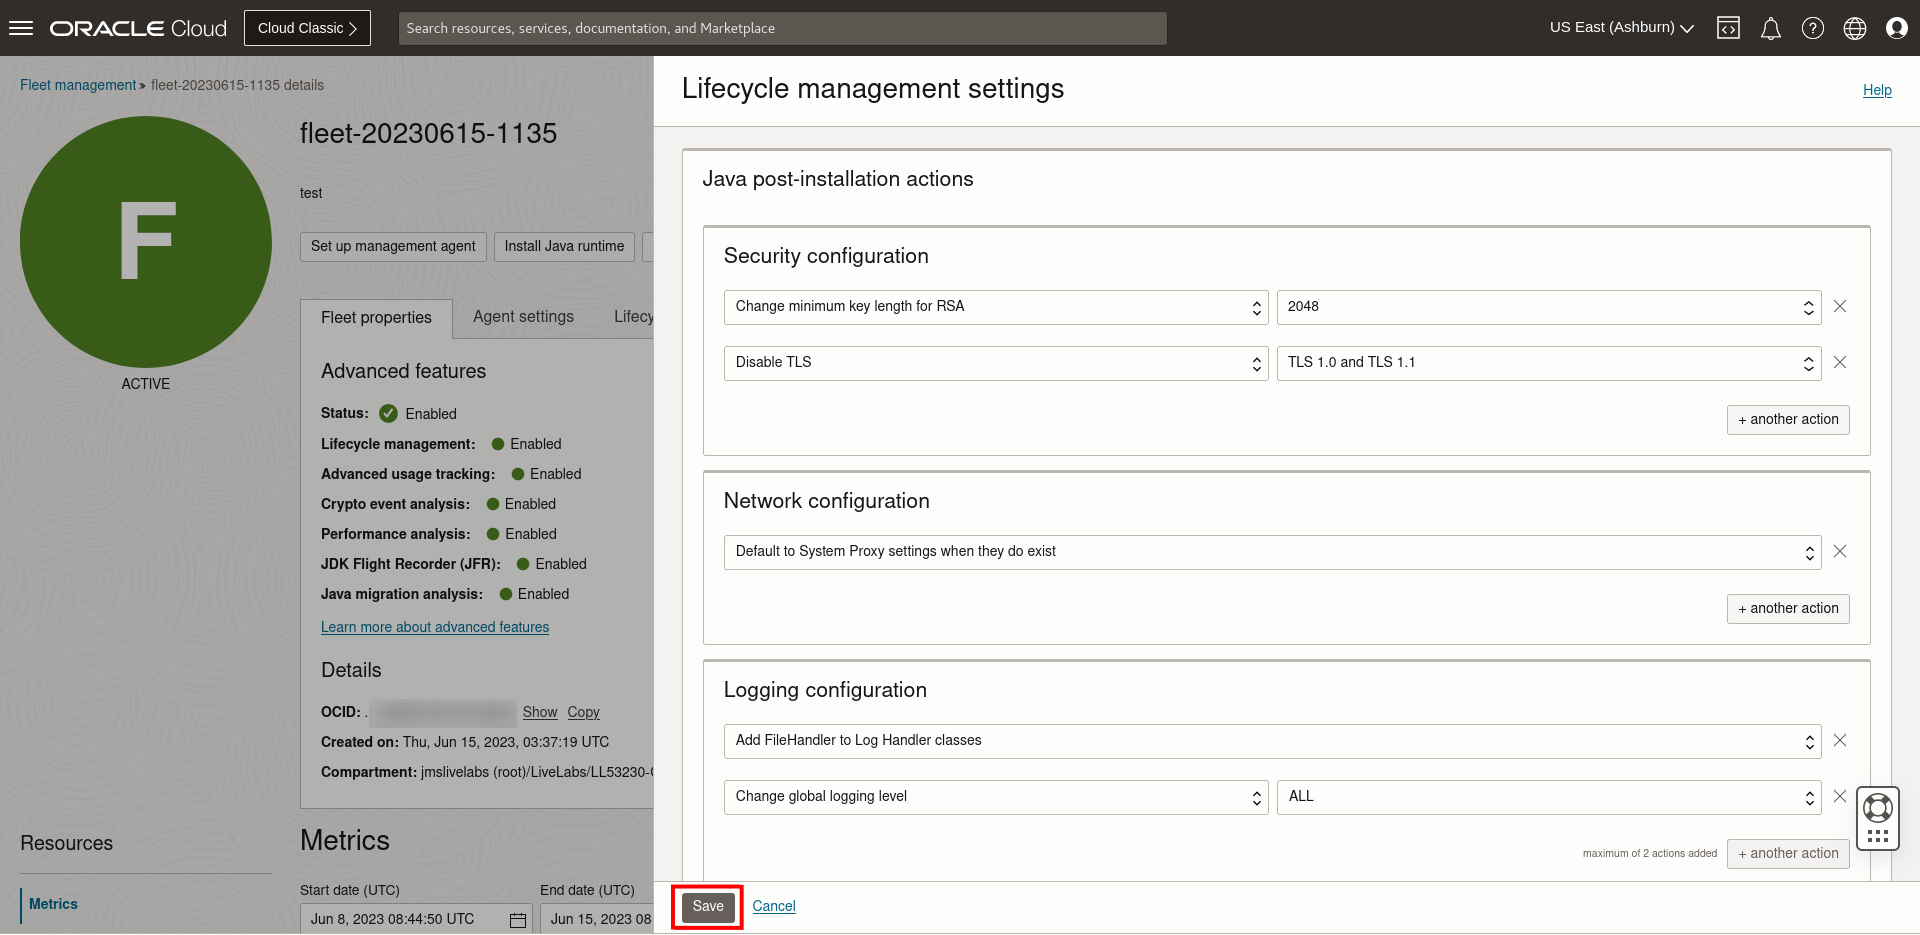 ORACLE Cloud
Cloud Classic
Search resources, services, documentation, and Marketplace
US East (Ashburn)
Fleet management » fleet-20230615-1135 details
F
ACTIVE
fleet-20230615-1135
test
Set up management agent
Install Java runtime
Fleet properties
Agent settings
Lifecy
Advanced features
Status: Enabled
Lifecycle management: Enabled
Advanced usage tracking: Enabled
Crypto event analysis: Enabled
Performance analysis: Enabled
JDK Flight Recorder (JFR): Enabled
Java migration analysis: Enabled
Learn more about advanced features
Details
OCID: . Show Copy
Created on: Thu, Jun 15, 2023, 03:37:19 UTC
Compartment: jmslivelabs (root)/LiveLabs/LL53230-
Resources
Metrics
Metrics
Start date (UTC)
End date (UTC)
Jun 8, 2023 08:44:50 UTC
Jun 15, 2023 08
Lifecycle management settings
Help
Java post-installation actions
Security configuration
Change minimum key length for RSA
2048
Disable TLS
TLS 1.0 and TLS 1.1
+ another action
Network configuration
Default to System Proxy settings when they do exist
+ another action
Logging configuration
Add FileHandler to Log Handler classes
Change global logging level
ALL
maximum of 2 actions added
+ another action
Save
Cancel